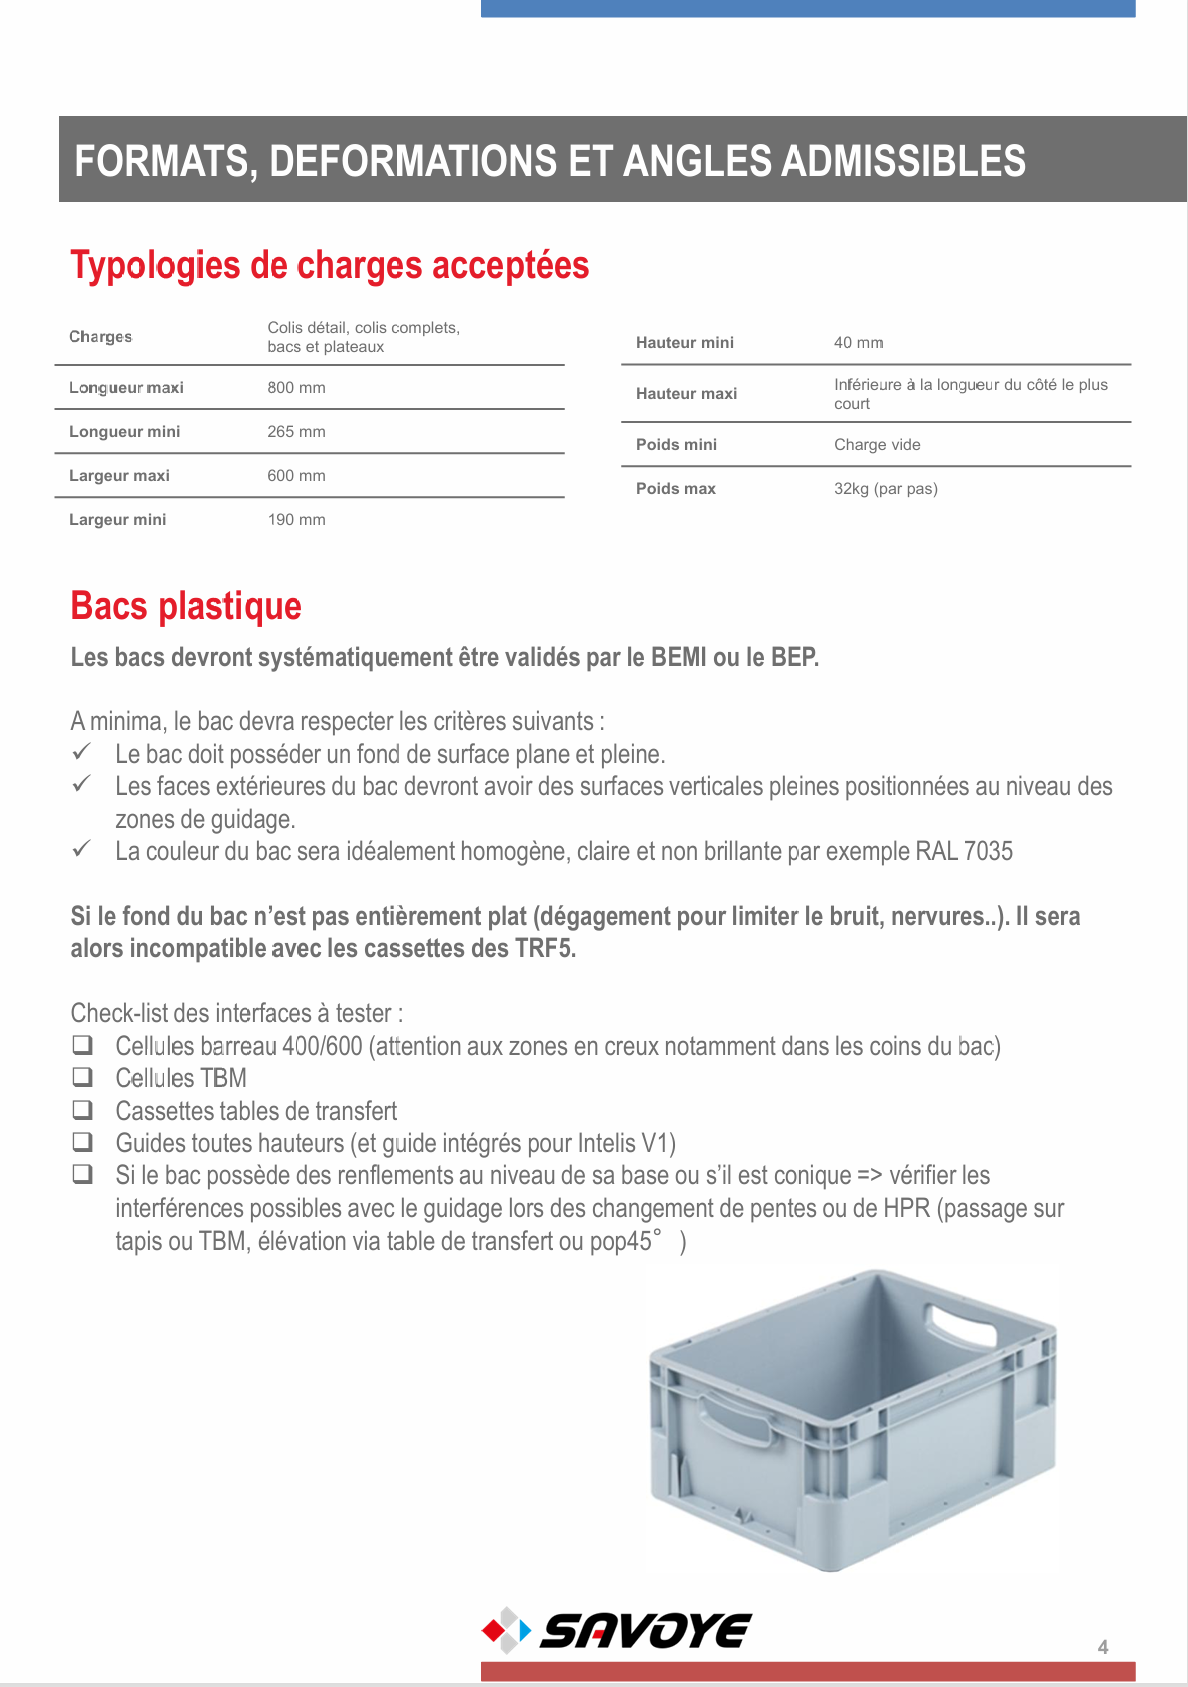 FORMATS, DEFORMATIONS ET ANGLES ADMISSIBLES
Typologies de charges acceptées
Charges
Colis détail, colis complets,
bacs et plateaux
Longueur maxi
800 mm
Longueur mini
265 mm
Largeur maxi
600 mm
Largeur mini
190 mm
Hauteur mini
40 mm
Hauteur maxi
Inférieure à la longueur du côté le plus
court
Poids mini
Charge vide
Poids max
32kg (par pas)
Bacs plastique
Les bacs devront systématiquement être validés par le BEMI ou le BEP.
A minima, le bac devra respecter les critères suivants :
✓ Le bac doit posséder un fond de surface plane et pleine.
✓ Les faces extérieures du bac devront avoir des surfaces verticales pleines positionnées au niveau des
zones de guidage.
✓ La couleur du bac sera idéalement homogène, claire et non brillante par exemple RAL 7035
Si le fond du bac n’est pas entièrement plat (dégagement pour limiter le bruit, nervures..). Il sera
alors incompatible avec les cassettes des TRF5.
Check-list des interfaces à tester :
❑ Cellules barreau 400/600 (attention aux zones en creux notamment dans les coins du bac)
❑ Cellules TBM
❑ Cassettes tables de transfert
❑ Guides toutes hauteurs (et guide intégrés pour Intelis V1)
❑ Si le bac possède des renflements au niveau de sa base ou s’il est conique => vérifier les
interférences possibles avec le guidage lors des changement de pentes ou de HPR (passage sur
tapis ou TBM, élévation via table de transfert ou pop45° )
SAVOYE
4